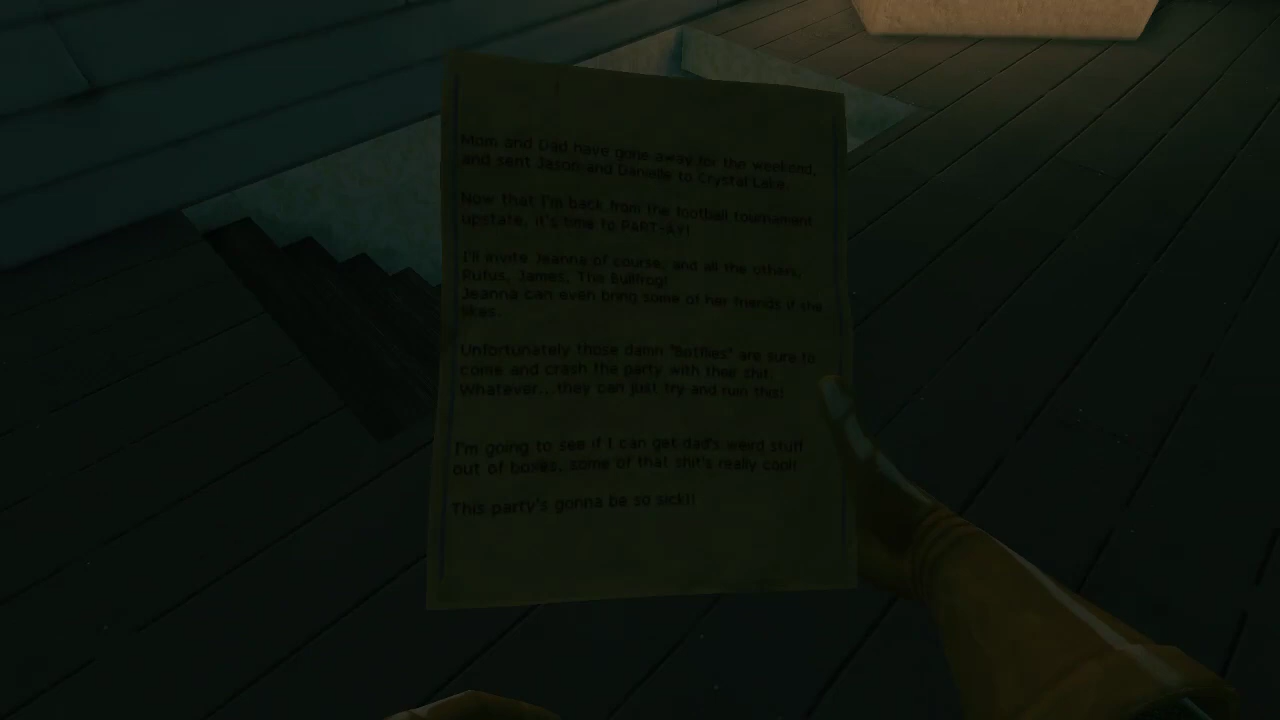 Mom and Dad have gone away for the weekend,
and sent Jason and Danielle to Crystal Lake.
Now that I'm back from the football tournament
upstate, it's time to PART-AY!
I'll invite Jeanna of course, and all the others,
Rufus, James, Tha Bullfrog!
Jeanna can even bring some of her friends if she
likes.
Unfortunately those damn "Botflies" are sure to
come and crash the party with their shit.
Whatever...they can just try and ruin this!
I'm going to see if I can get dad's weird stuff
out of boxes, some of that shit's really cool!
This party's gonna be so sick!!